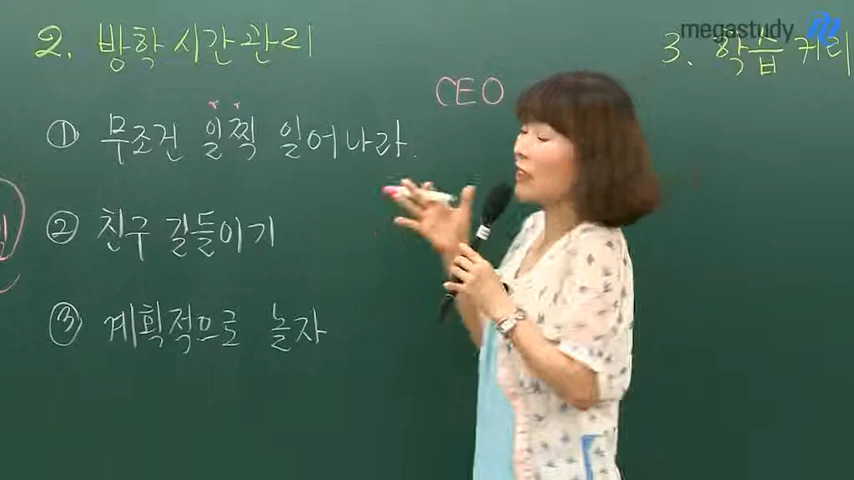 megastudy
2. 방학시간관리
3. 학습커리
CEO
① 무조건 일찍 일어나라.
② 친구 길들이기
③ 계획적으로 놀자